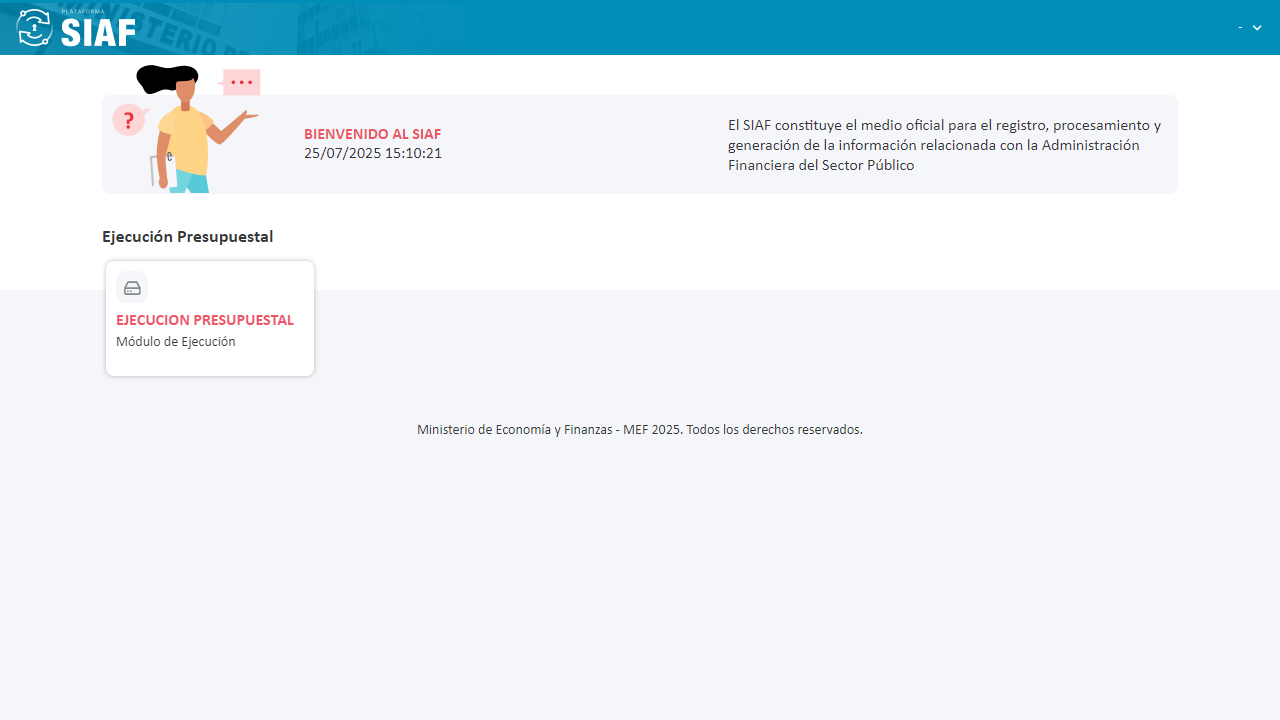 PLATAFORMA
SIAF
MINISTERIO DE
-
...
?
BIENVENIDO AL SIAF
25/07/2025 15:10:21
El SIAF constituye el medio oficial para el registro, procesamiento y
generación de la información relacionada con la Administración
Financiera del Sector Público
Ejecución Presupuestal
EJECUCION PRESUPUESTAL
Módulo de Ejecución
Ministerio de Economía y Finanzas - MEF 2025. Todos los derechos reservados.